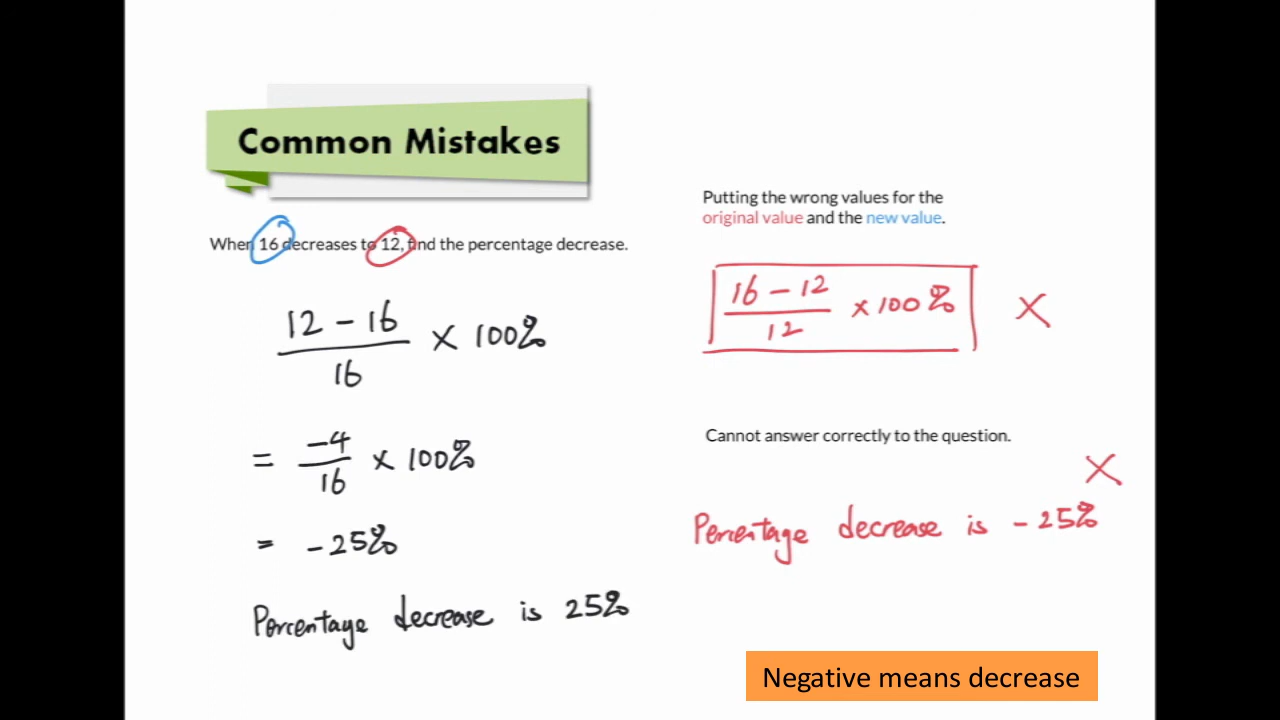 Common Mistakes
When 16 decreases to 12, find the percentage decrease.
12 - 16
16
× 100%
= -4
16
× 100%
= -25%
Percentage decrease is 25%
Putting the wrong values for the
original value and the new value.
16 - 12
12
× 100% ×
Cannot answer correctly to the question.
×
Percentage decrease is -25%
Negative means decrease